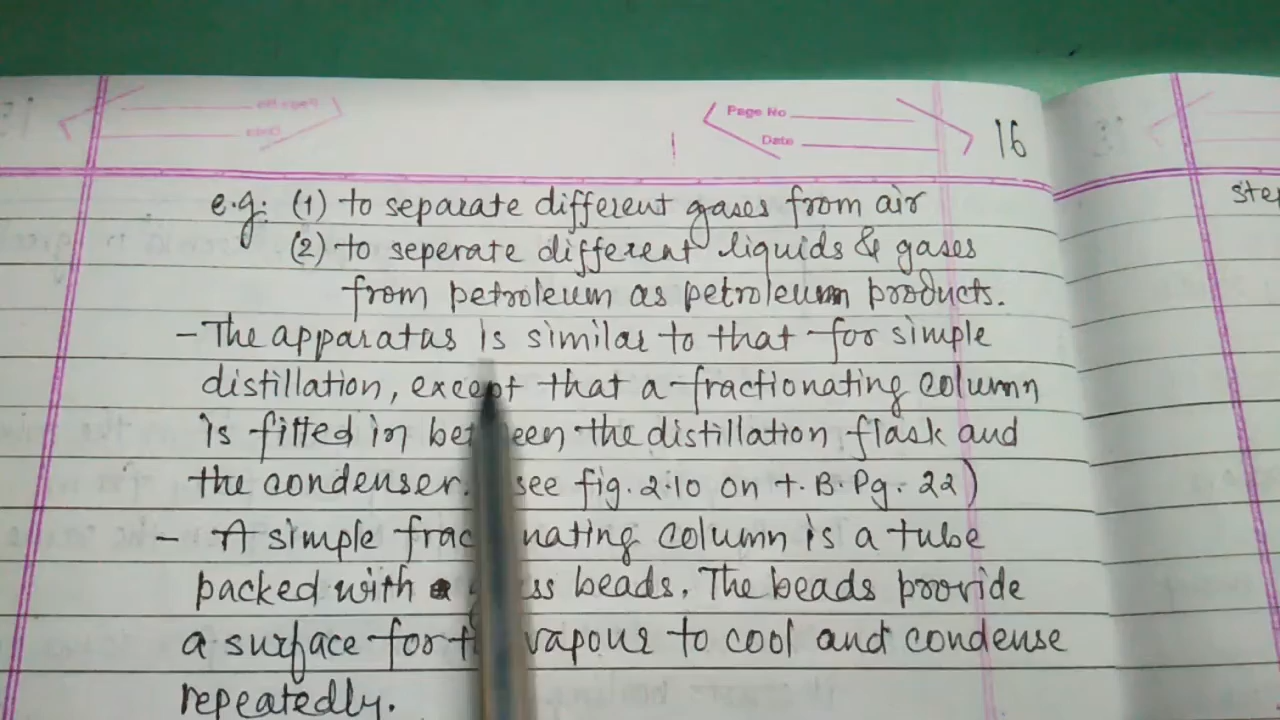 Page No
Date
16
e.g: (1) to separate different gases from air
(2) to seperate different liquids & gases
from petroleum as petroleum products.
- The apparatus is similar to that for simple
distillation, except that a fractionating column
is fitted in between the distillation flask and
the condenser. see fig. 2.10 on t.B.Pg. 22)
- A simple fractionating column is a tube
packed with glass beads. The beads provide
a surface for the vapour to cool and condense
repeatedly.